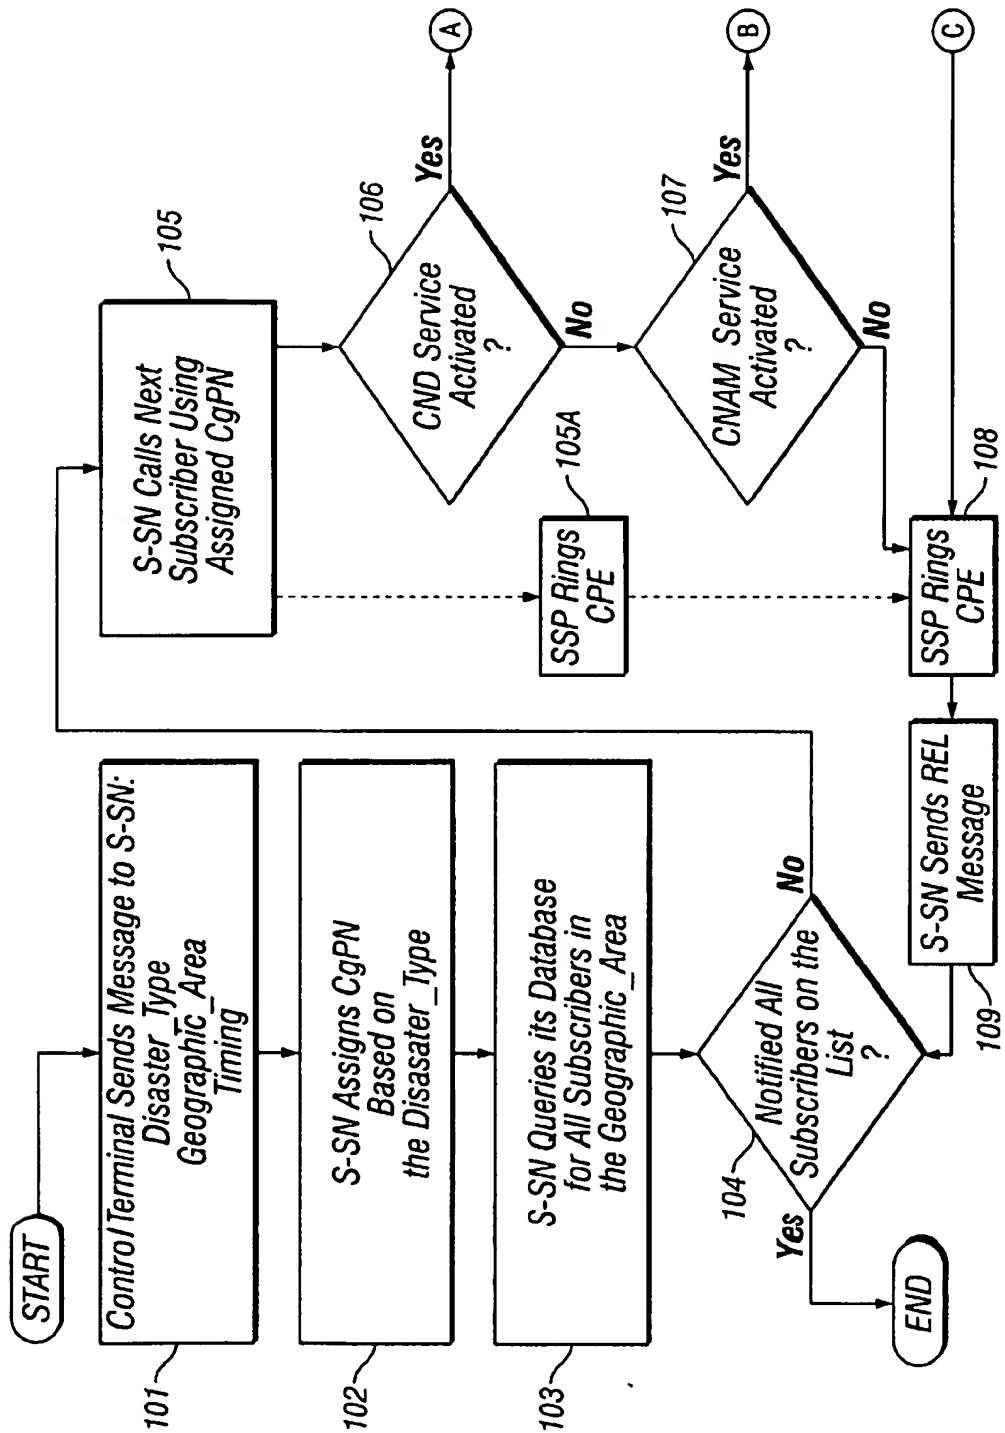 START
101
Control Terminal Sends Message to S-SN:
Disaster_Type
Geographic_Area
Timing
102
S-SN Assigns CgPN
Based on
the Disasater_Type
103
S-SN Queries its Database
for All Subscribers in
the Geographic_Area
104
Notified All
Subscribers on the
List
?
Yes
No
END
105
S-SN Calls Next
Subscriber Using
Assigned CgPN
105A
SSP Rings
CPE
106
CND Service
Activated
?
Yes
No
A
107
CNAM Service
Activated
?
Yes
No
B
108
SSP Rings
CPE
C
109
S-SN Sends REL
Message